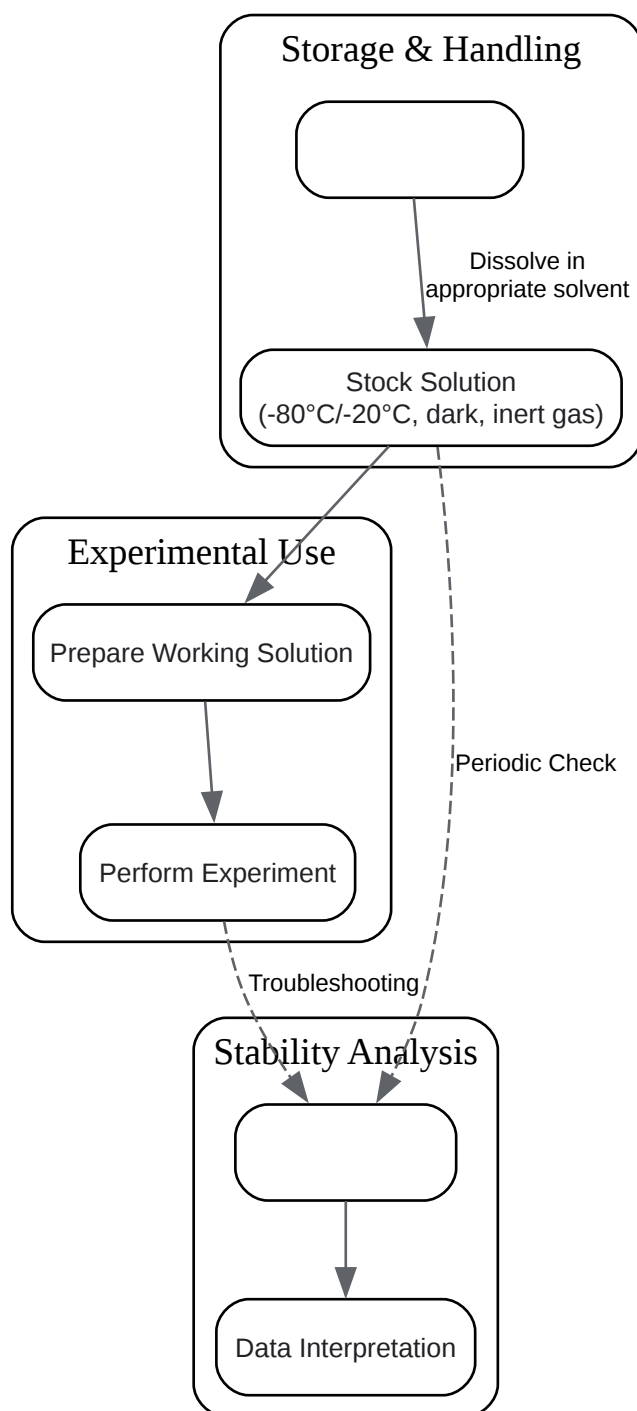 Storage & Handling
Dissolve in
appropriate solvent
Stock Solution
(-80°C/-20°C, dark, inert gas)
Experimental Use
Prepare Working Solution
Periodic Check
Perform Experiment
Troubleshooting
Stability Analysis
Data Interpretation